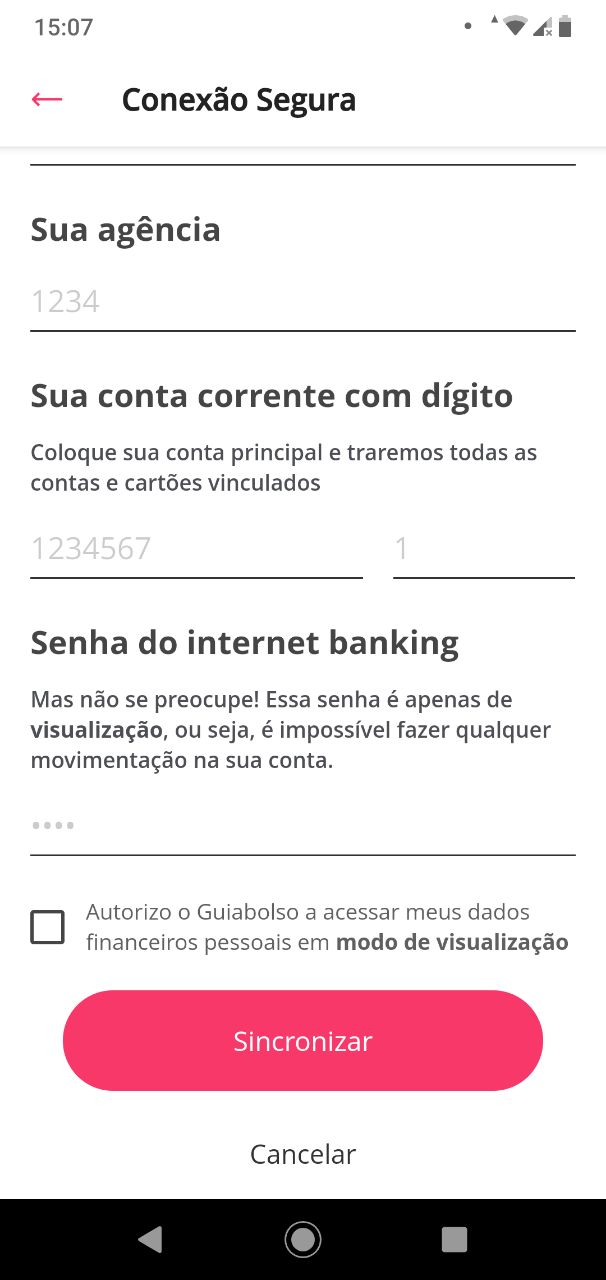 15:07
Conexão Segura
Sua agência
1234
Sua conta corrente com dígito
Coloque sua conta principal e traremos todas as
contas e cartões vinculados
1234567 1
Senha do internet banking
Mas não se preocupe! Essa senha é apenas de
visualização, ou seja, é impossível fazer qualquer
movimentação na sua conta.
••••
Autorizo o Guiabolso a acessar meus dados
financeiros pessoais em modo de visualização
Sincronizar
Cancelar